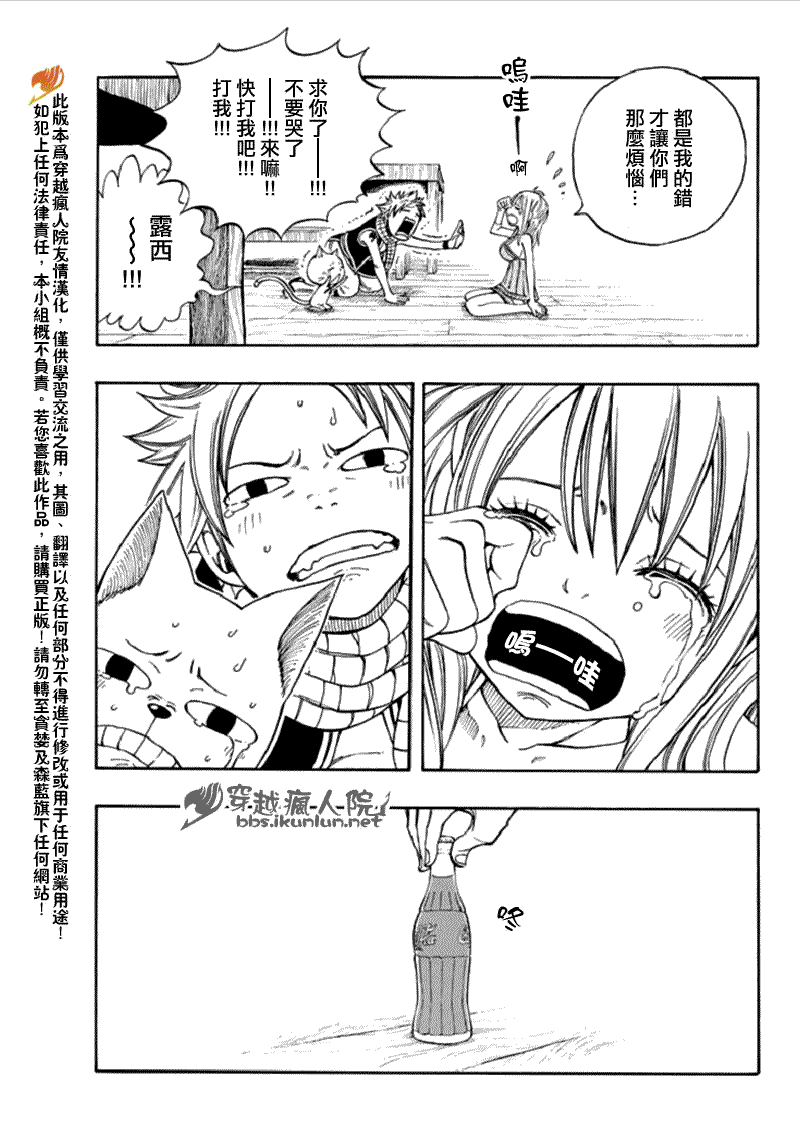 都是我的錯
才讓你們
那麼煩惱…
嗚哇—
啊
求你了——!!!
不要哭了
——!!!來嘛!!
快打我吧!!!
打我!!!
露西
~~!!!
嗚——哇
咚
穿越瘋人院
bbs.ikunlun.net
此版本爲穿越瘋人院友情漢化，僅供學習交流之用，其圖、翻譯以及任何部分不得進行修改或用于任何商業用途！
如犯上任何法律責任，本小組概不負責。若您喜歡此作品，請購買正版！請勿轉至貪婪及森藍旗下任何網站！